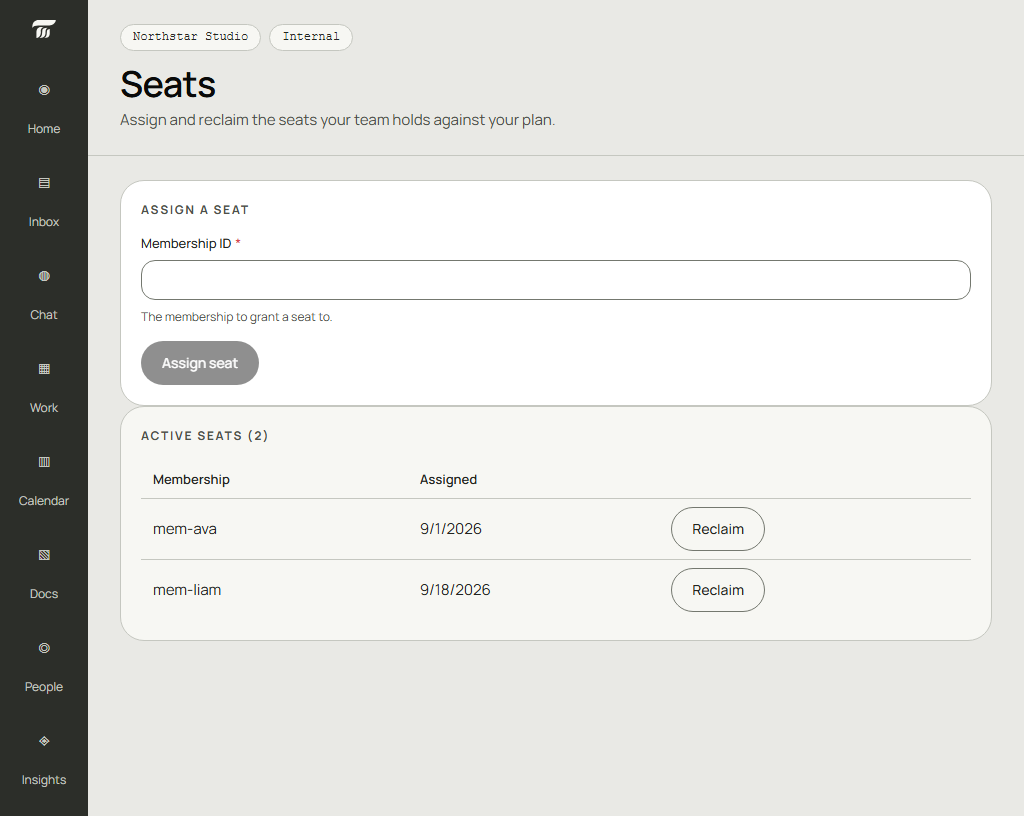 Northstar Studio Internal
Seats
Assign and reclaim the seats your team holds against your plan.
Home
Inbox
Chat
Work
Calendar
Docs
People
Insights
ASSIGN A SEAT
Membership ID *
The membership to grant a seat to.
Assign seat
ACTIVE SEATS (2)
Membership Assigned
mem-ava 9/1/2026 Reclaim
mem-liam 9/18/2026 Reclaim